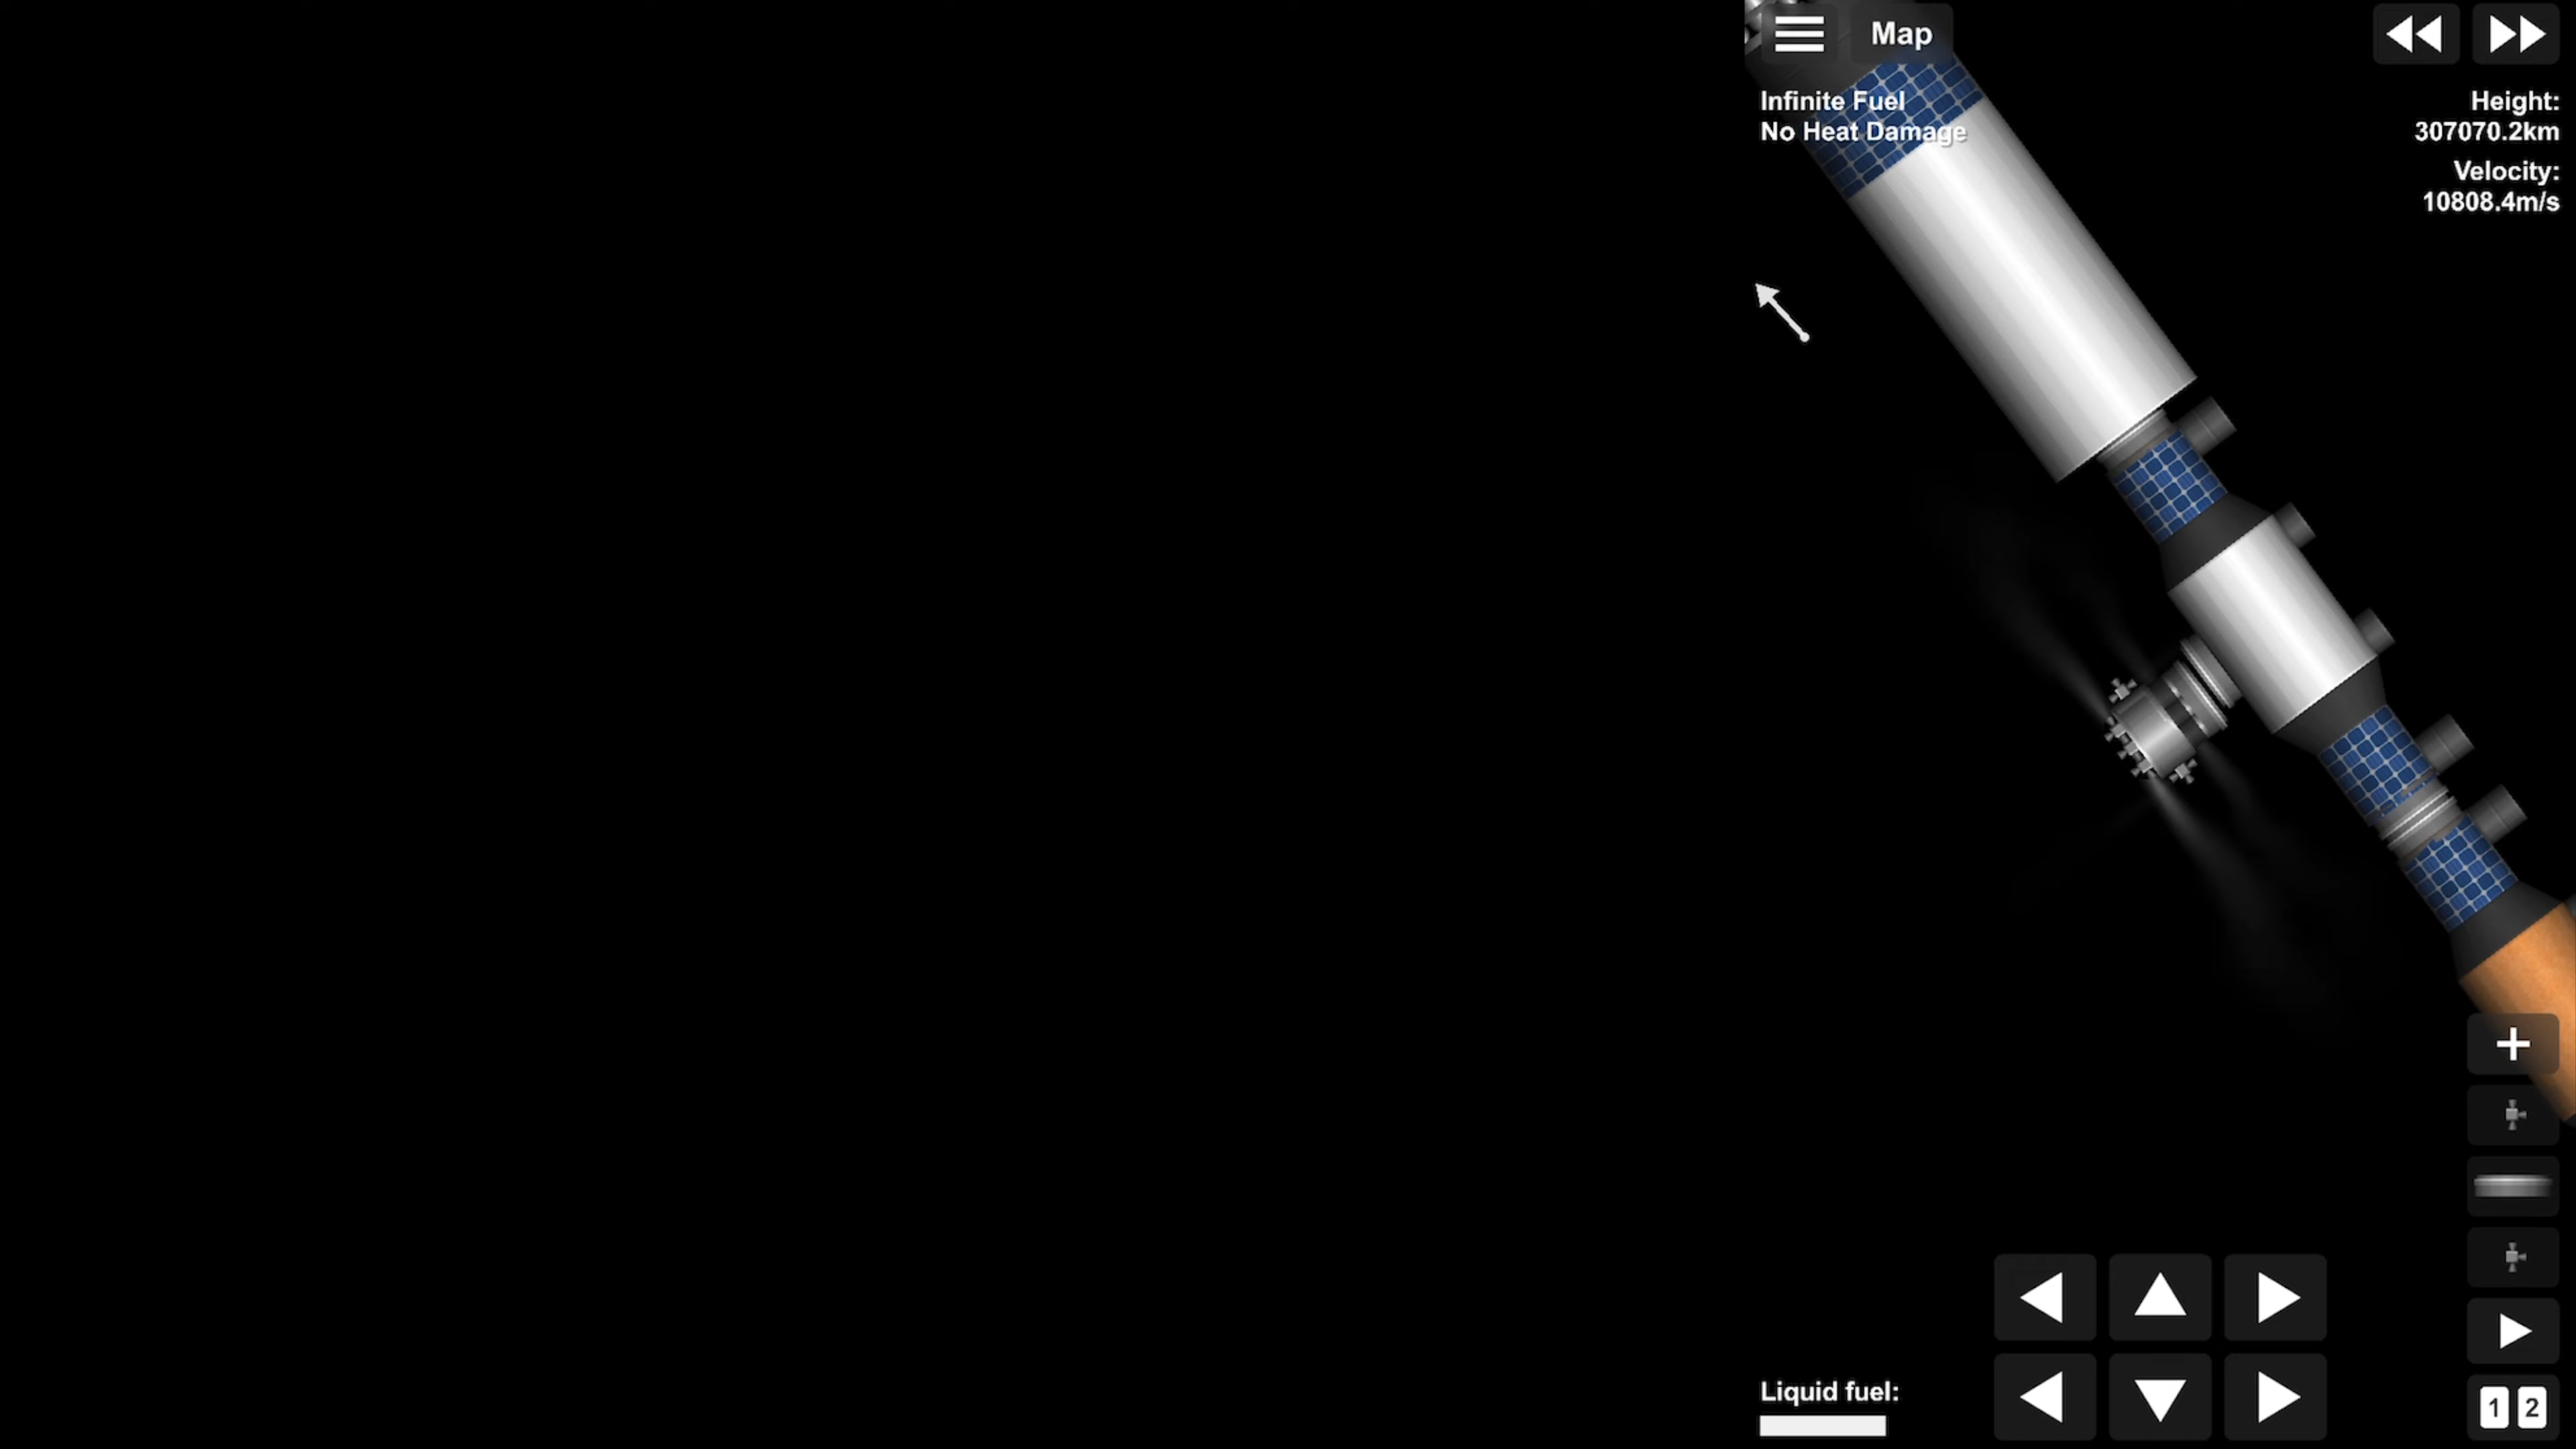 Map
Infinite Fuel
No Heat Damage
Height:
307070.2km
Velocity:
10808.4m/s
Liquid fuel:
1 2